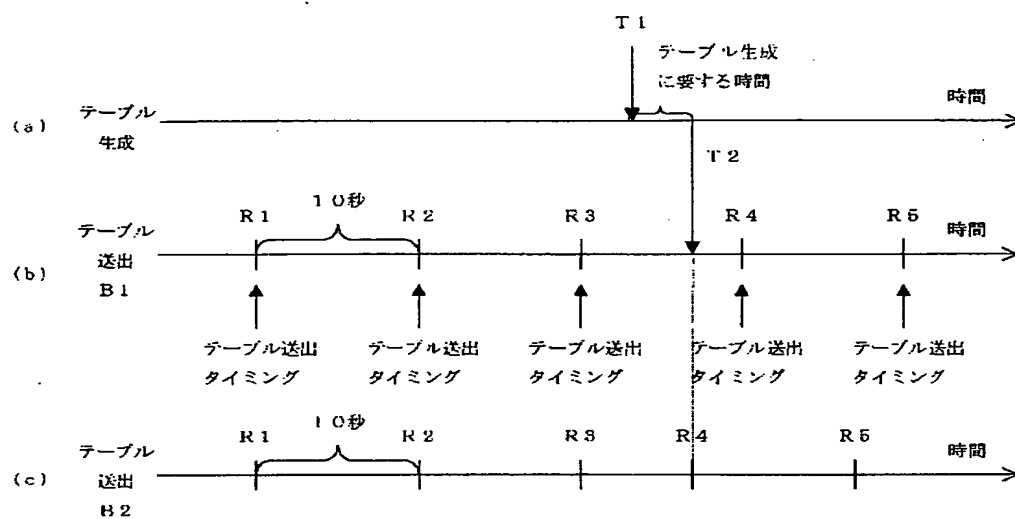 T1
テーブル生成
に要する時間
時間
(a)
テーブル
生成
T2
10秒
R1
R2
R3
R4
R5
時間
テーブル
送出
B1
(b)
テーブル送出
タイミング
テーブル送出
タイミング
テーブル送出
タイミング
テーブル送出
タイミング
テーブル送出
タイミング
10秒
R1
R2
R3
R4
R5
時間
テーブル
送出
B2
(c)